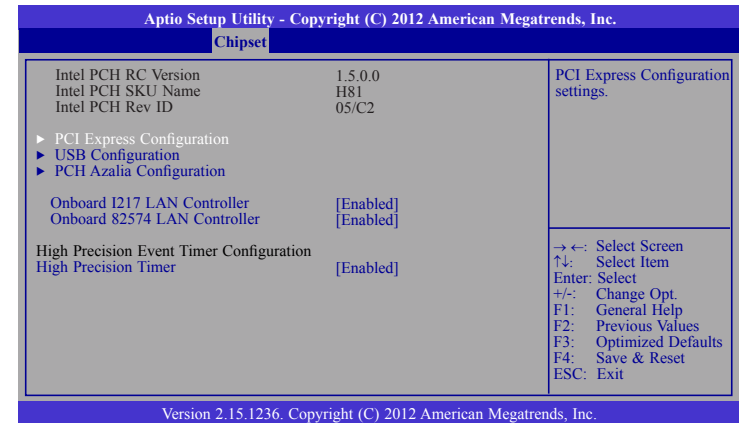 Aptio Setup Utility - Copyright (C) 2012 American Megatrends, Inc.
Chipset
Intel PCH RC Version 1.5.0.0
Intel PCH SKU Name H81
Intel PCH Rev ID 05/C2
► PCI Express Configuration
► USB Configuration
► PCH Azalia Configuration
Onboard I217 LAN Controller [Enabled]
Onboard 82574 LAN Controller [Enabled]
High Precision Event Timer Configuration
High Precision Timer [Enabled]
PCI Express Configuration
settings.
→ ←: Select Screen
↑↓: Select Item
Enter: Select
+/-: Change Opt.
F1: General Help
F2: Previous Values
F3: Optimized Defaults
F4: Save & Reset
ESC: Exit
Version 2.15.1236. Copyright (C) 2012 American Megatrends, Inc.